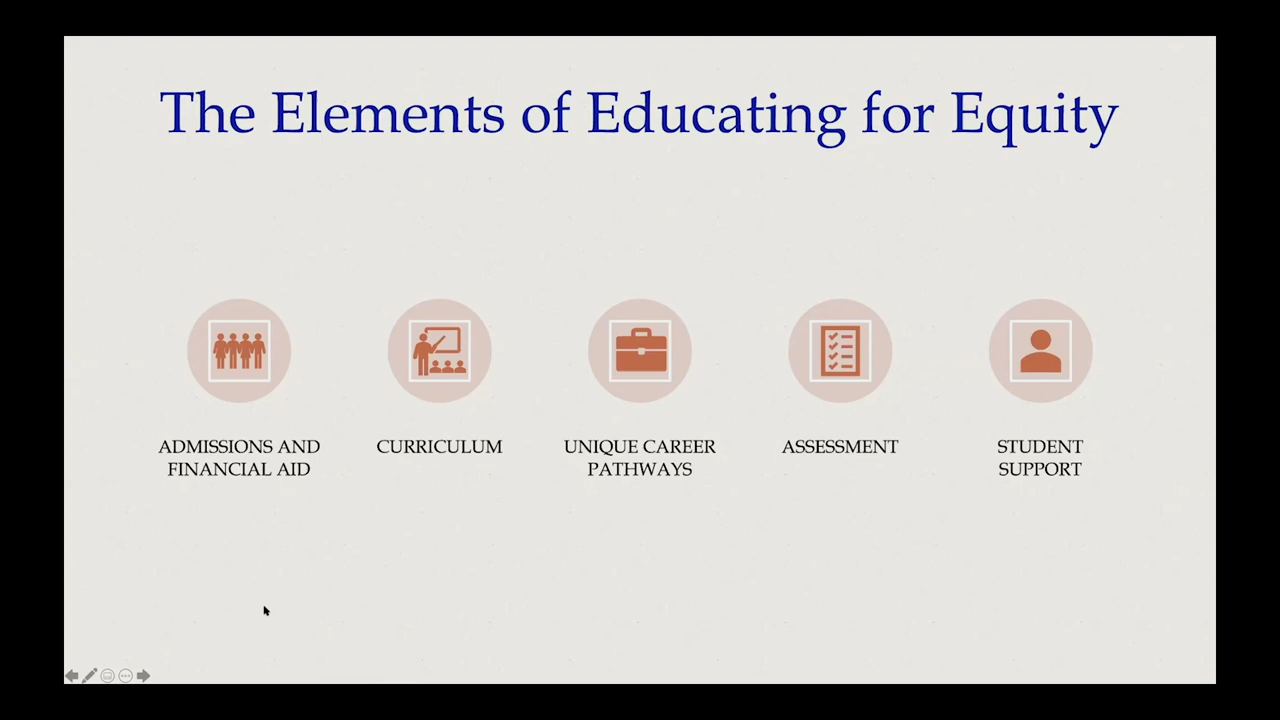 The Elements of Educating for Equity
ADMISSIONS AND
FINANCIAL AID
CURRICULUM
UNIQUE CAREER
PATHWAYS
ASSESSMENT
STUDENT
SUPPORT